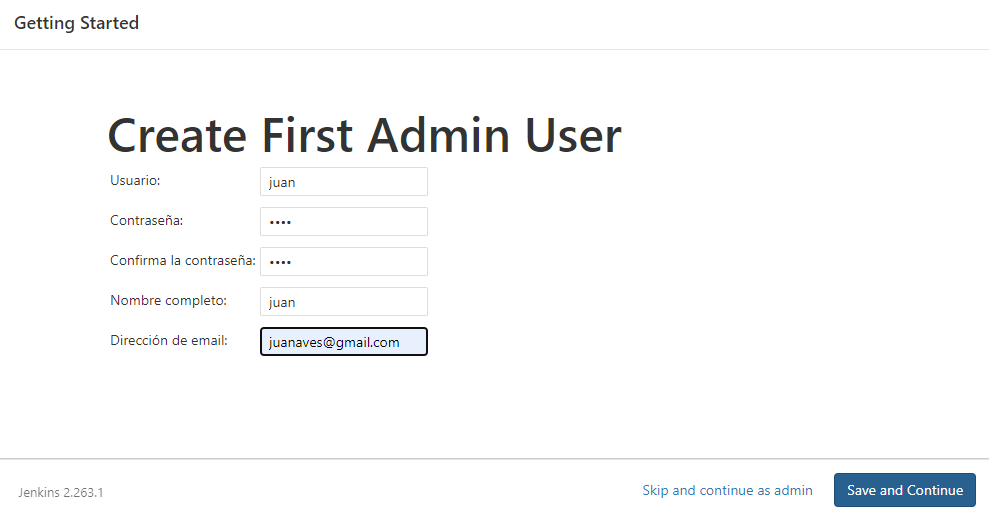 Getting Started
Create First Admin User
Usuario: juan
Contraseña: ••••
Confirma la contraseña: ••••
Nombre completo: juan
Dirección de email: juanaves@gmail.com
Jenkins 2.263.1 Skip and continue as admin Save and Continue